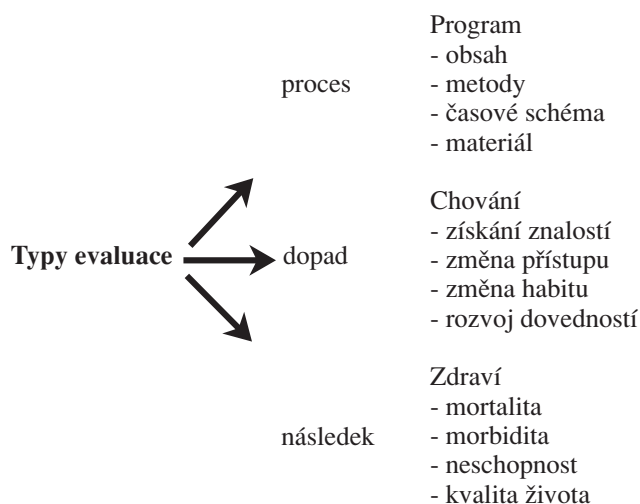 Program
- obsah
proces - metody
- časové schéma
- materiál
Chování
- získání znalostí
Typy evaluace dopad - změna přístupu
- změna habitu
- rozvoj dovedností
Zdraví
- mortalita
následek - morbidita
- neschopnost
- kvalita života